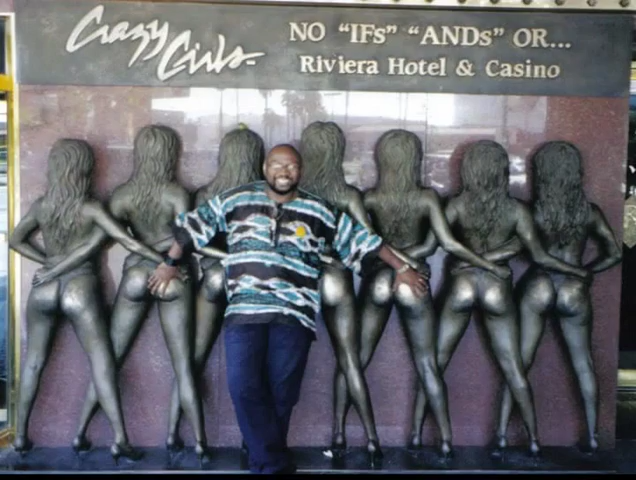 Crazy Girls
NO “IFs” “ANDs” OR...
Riviera Hotel & Casino